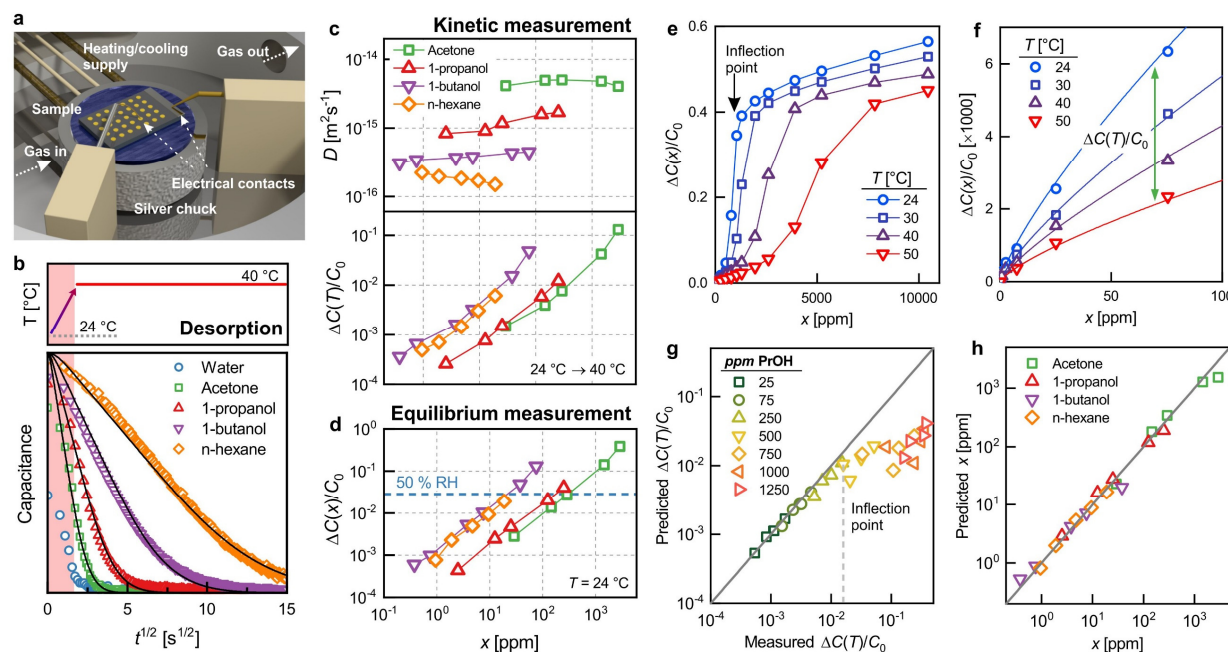 a
Heating/cooling
supply
Gas out
Sample
Gas in
Electrical contacts
Silver chuck
b
T [°C]
40 °C
24 °C
Desorption
Capacitance
Water
Acetone
1-propanol
1-butanol
n-hexane
0 5 10 15
t^1/2 [s^1/2]
c
Kinetic measurement
Acetone
1-propanol
1-butanol
n-hexane
D [m²s⁻¹]
10⁻¹⁴
10⁻¹⁵
10⁻¹⁶
ΔC(T)/C₀
10⁻¹
10⁻²
10⁻³
10⁻⁴
24 °C → 40 °C
d
Equilibrium measurement
ΔC(x)/C₀
10⁰
10⁻¹
10⁻²
10⁻³
10⁻⁴
50 % RH
T = 24 °C
10⁻¹ 10⁰ 10¹ 10² 10³
x [ppm]
e
ΔC(x)/C₀
0.6
0.4
0.2
0.0
Inflection
point
T [°C]
24
30
40
50
0 5000 10000
x [ppm]
f
ΔC(x)/C₀ [×1000]
6
4
2
0
T [°C]
24
30
40
50
ΔC(T)/C₀
0 50 100
x [ppm]
g
Predicted ΔC(T)/C₀
10⁰
10⁻¹
10⁻²
10⁻³
10⁻⁴
ppm PrOH
25
75
250
500
750
1000
1250
Inflection
point
10⁻⁴ 10⁻³ 10⁻² 10⁻¹
Measured ΔC(T)/C₀
h
Predicted x [ppm]
10³
10²
10¹
10⁰
Acetone
1-propanol
1-butanol
n-hexane
10⁰ 10¹ 10² 10³
x [ppm]